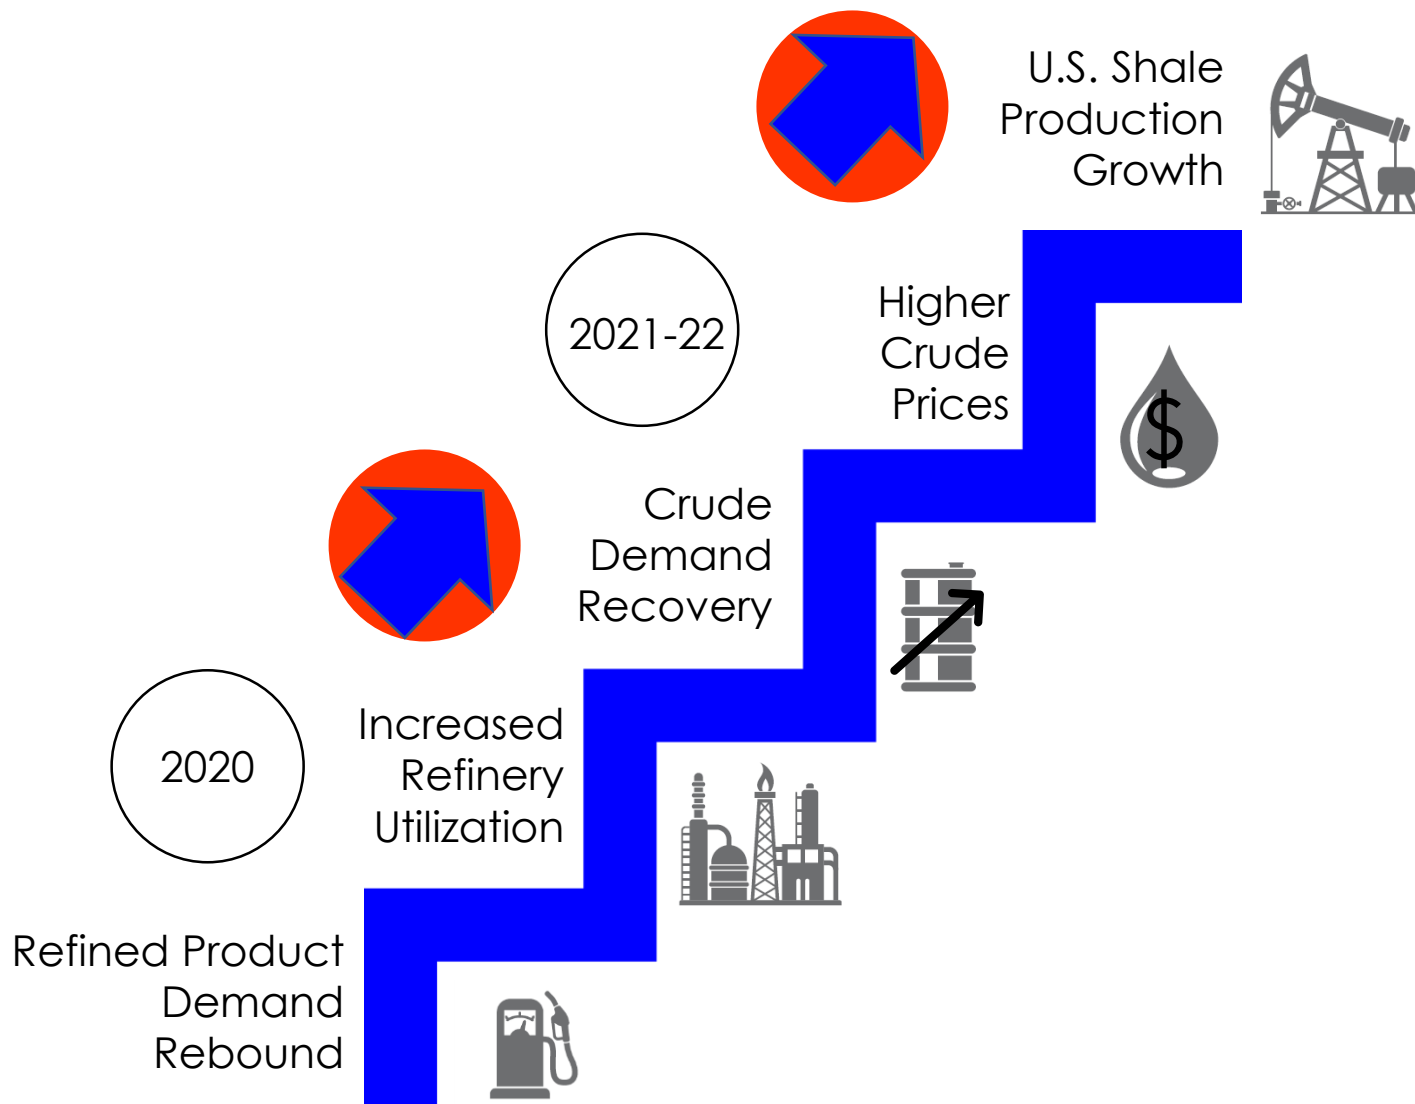 U.S. Shale
Production
Growth
2021-22
Higher
Crude
Prices
$
Crude
Demand
Recovery
2020
Increased
Refinery
Utilization
Refined Product
Demand
Rebound